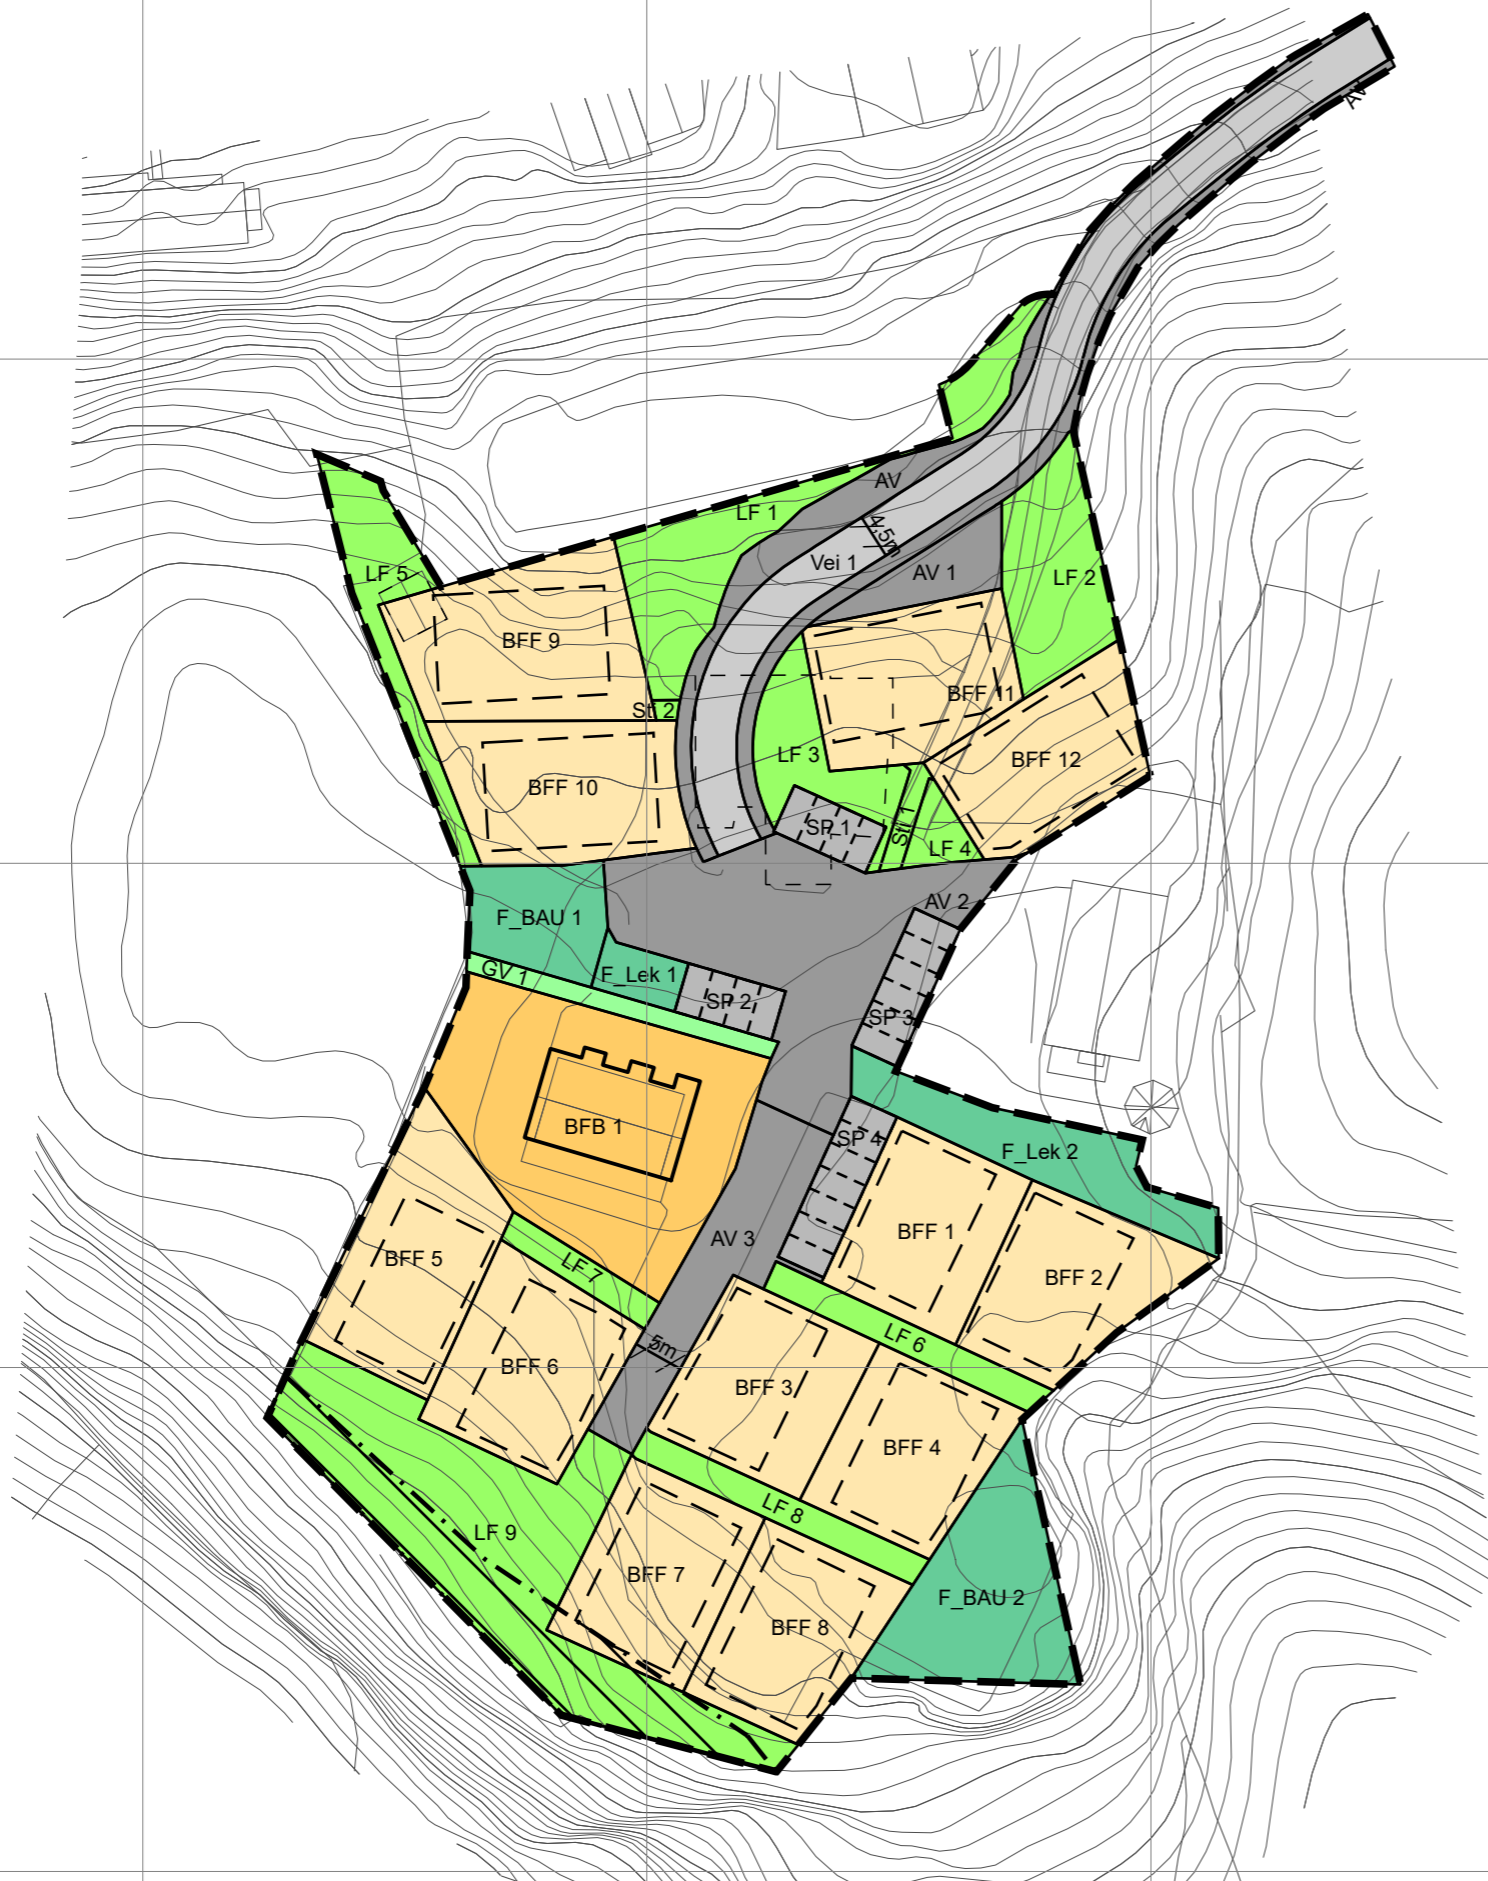 AV
AV
LF 1
4,5m
Vei 1
AV 1
LF 5
LF 2
BFF 9
BFF 11
Sti 2
LF 3
BFF 12
BFF 10
SP 1
Sti 1
LF 4
AV 2
F_BAU 1
GV 1
F_Lek 1
SP 2
SP 3
BFB 1
SP 4
F_Lek 2
BFF 1
AV 3
BFF 5
LF 7
BFF 2
LF 6
5m
BFF 6
BFF 3
BFF 4
LF 8
LF 9
BFF 7
F_BAU 2
BFF 8